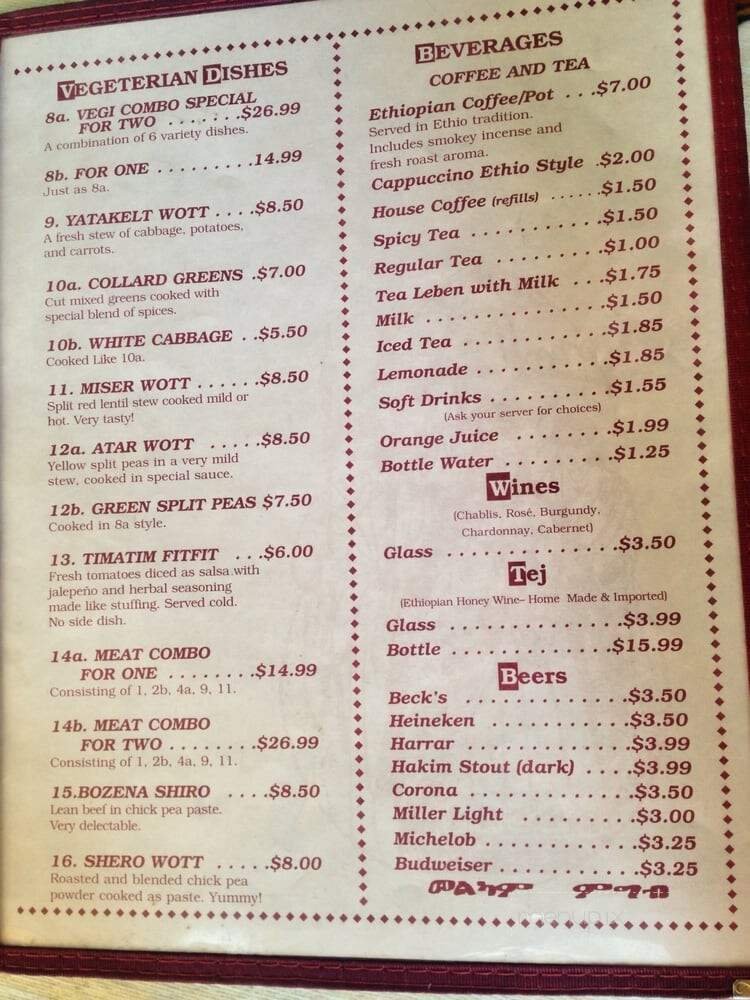 VEGETERIAN DISHES
8a. VEGI COMBO SPECIAL
FOR TWO . . . . . . .$26.99
A combination of 6 variety dishes.
8b. FOR ONE . . . . . . . . .14.99
Just as 8a.
9. YATAKELT WOTT . . . .$8.50
A fresh stew of cabbage, potatoes,
and carrots.
10a. COLLARD GREENS .$7.00
Cut mixed greens cooked with
special blend of spices.
10b. WHITE CABBAGE . .$5.50
Cooked Like 10a.
11. MISER WOTT . . . . . .$8.50
Split red lentil stew cooked mild or
hot. Very tasty!
12a. ATAR WOTT . . . . .$8.50
Yellow split peas in a very mild
stew, cooked in special sauce.
12b. GREEN SPLIT PEAS $7.50
Cooked in 8a style.
13. TIMATIM FITFIT . . .$6.00
Fresh tomatoes diced as salsa with
jalepeño and herbal seasoning
made like stuffing. Served cold.
No side dish.
14a. MEAT COMBO
FOR ONE . . . . . . . .$14.99
Consisting of 1, 2b, 4a, 9, 11.
14b. MEAT COMBO
FOR TWO . . . . . . . .$26.99
Consisting of 1, 2b, 4a, 9, 11.
15.BOZENA SHIRO . . . .$8.50
Lean beef in chick pea paste.
Very delectable.
16. SHERO WOTT . . . . .$8.00
Roasted and blended chick pea
powder cooked as paste. Yummy!
BEVERAGES
COFFEE AND TEA
Ethiopian Coffee/Pot . . .$7.00
Served in Ethio tradition.
Includes smokey incense and
fresh roast aroma.
Cappuccino Ethio Style .$2.00
House Coffee (refills) . . . . . .$1.50
Spicy Tea . . . . . . . . . . .$1.50
Regular Tea . . . . . . . . .$1.00
Tea Leben with Milk . . .$1.75
Milk . . . . . . . . . . . . . . .$1.50
Iced Tea . . . . . . . . . . . .$1.85
Lemonade . . . . . . . . . . .$1.85
Soft Drinks . . . . . . . . . .$1.55
(Ask your server for choices)
Orange Juice . . . . . . . .$1.99
Bottle Water . . . . . . . . .$1.25
Wines
(Chablis, Rosé, Burgundy,
Chardonnay, Cabernet)
Glass . . . . . . . . . . . . . .$3.50
Tej
(Ethiopian Honey Wine– Home Made & Imported)
Glass . . . . . . . . . . . . . .$3.99
Bottle . . . . . . . . . . . . .$15.99
Beers
Beck's . . . . . . . . . . . . .$3.50
Heineken . . . . . . . . . . .$3.50
Harrar . . . . . . . . . . . . .$3.99
Hakim Stout (dark) . . . .$3.99
Corona . . . . . . . . . . . . .$3.50
Miller Light . . . . . . . . .$3.00
Michelob . . . . . . . . . . . .$3.25
Budweiser . . . . . . . . . . .$3.25
መልካም ምግብ